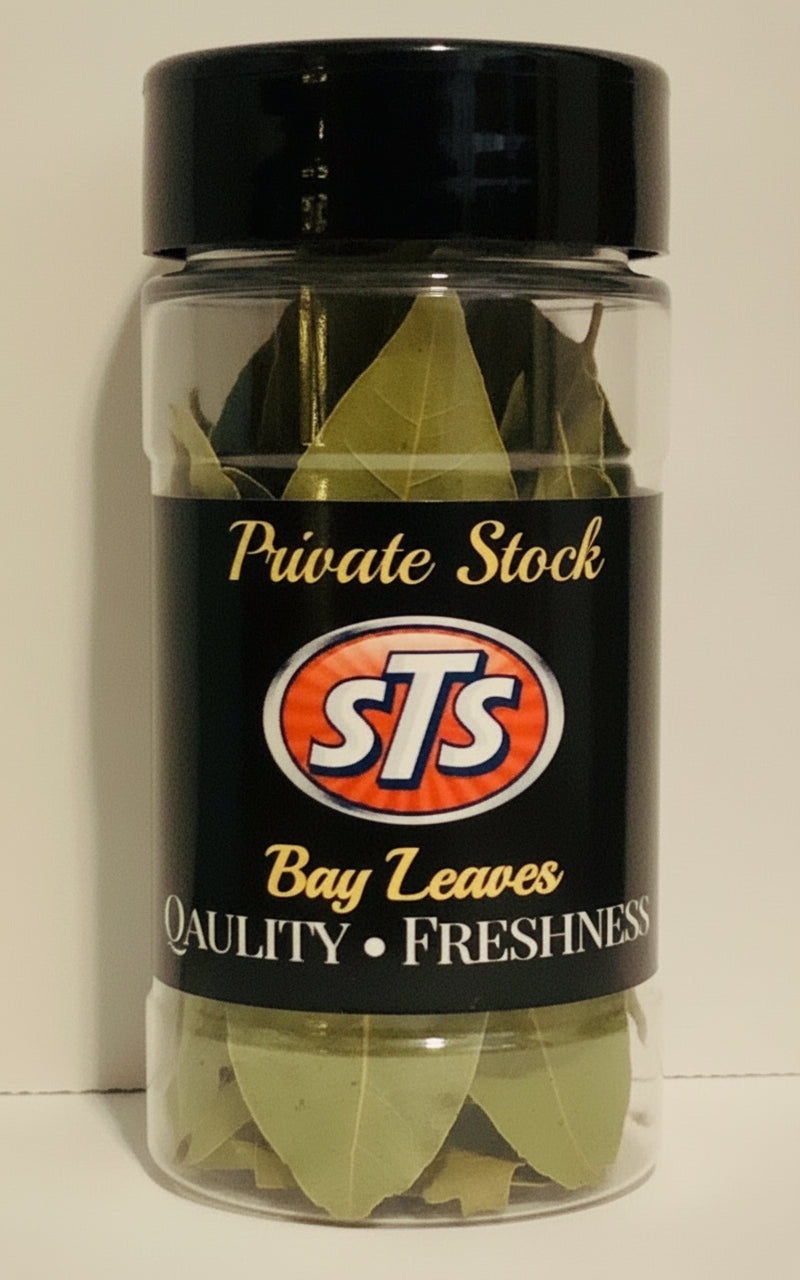 Private Stock
STS
Bay Leaves
QAULITY • FRESHNESS